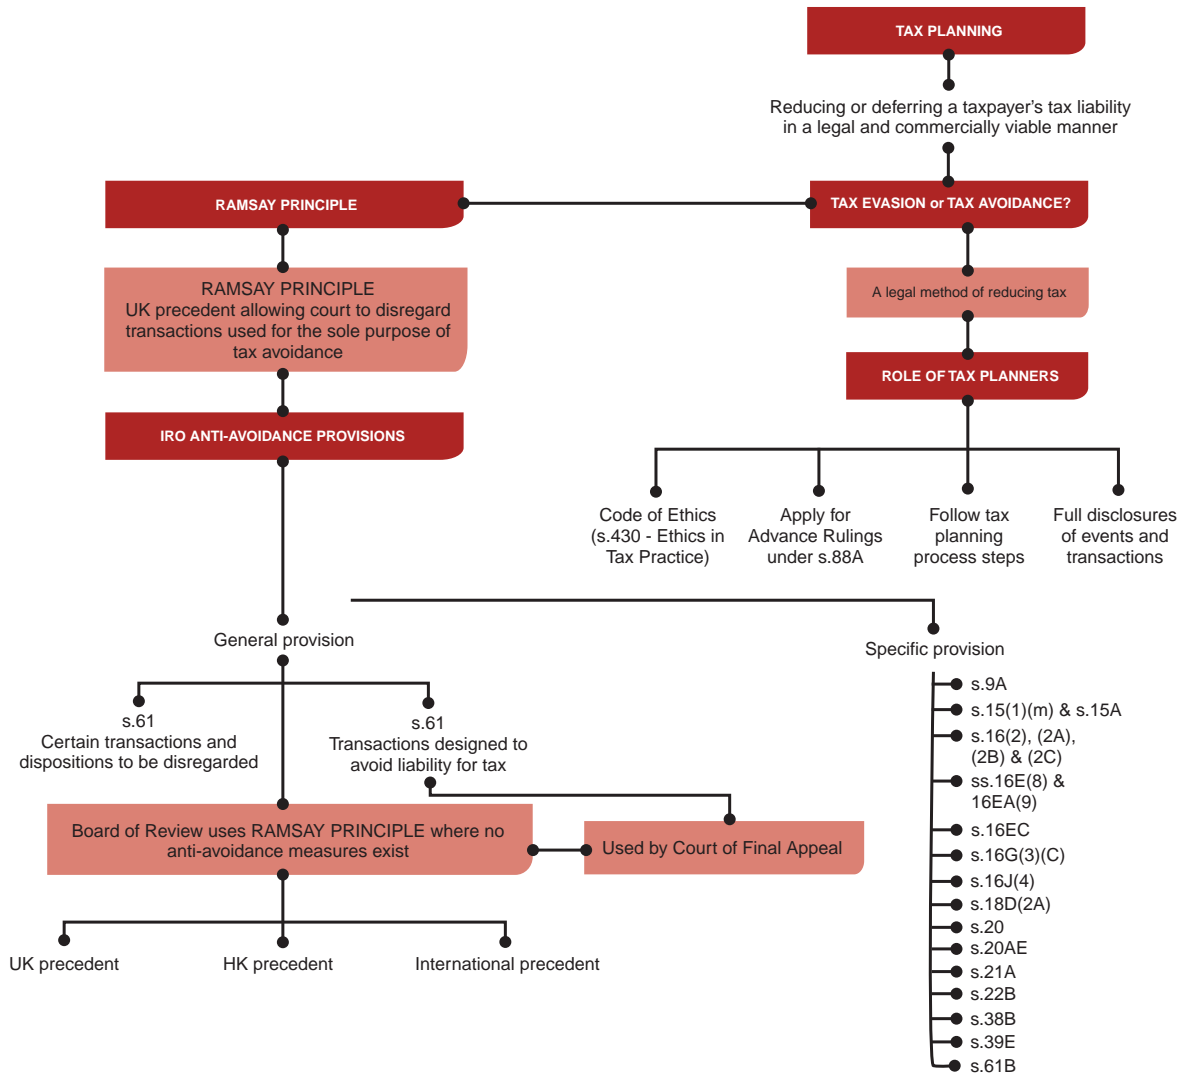 TAX PLANNING
Reducing or deferring a taxpayer's tax liability
in a legal and commercially viable manner
RAMSAY PRINCIPLE
TAX EVASION or TAX AVOIDANCE?
RAMSAY PRINCIPLE
UK precedent allowing court to disregard
transactions used for the sole purpose of
tax avoidance
A legal method of reducing tax
ROLE OF TAX PLANNERS
IRO ANTI-AVOIDANCE PROVISIONS
Code of Ethics
(s.430 - Ethics in
Tax Practice)
Apply for
Advance Rulings
under s.88A
Follow tax
planning
process steps
Full disclosures
of events and
transactions
General provision
Specific provision
s.61
Certain transactions and
dispositions to be disregarded
s.61
Transactions designed to
avoid liability for tax
Board of Review uses RAMSAY PRINCIPLE where no
anti-avoidance measures exist
Used by Court of Final Appeal
UK precedent
HK precedent
International precedent
s.9A
s.15(1)(m) & s.15A
s.16(2), (2A),
(2B) & (2C)
ss.16E(8) &
16EA(9)
s.16EC
s.16G(3)(C)
s.16J(4)
s.18D(2A)
s.20
s.20AE
s.21A
s.22B
s.38B
s.39E
s.61B